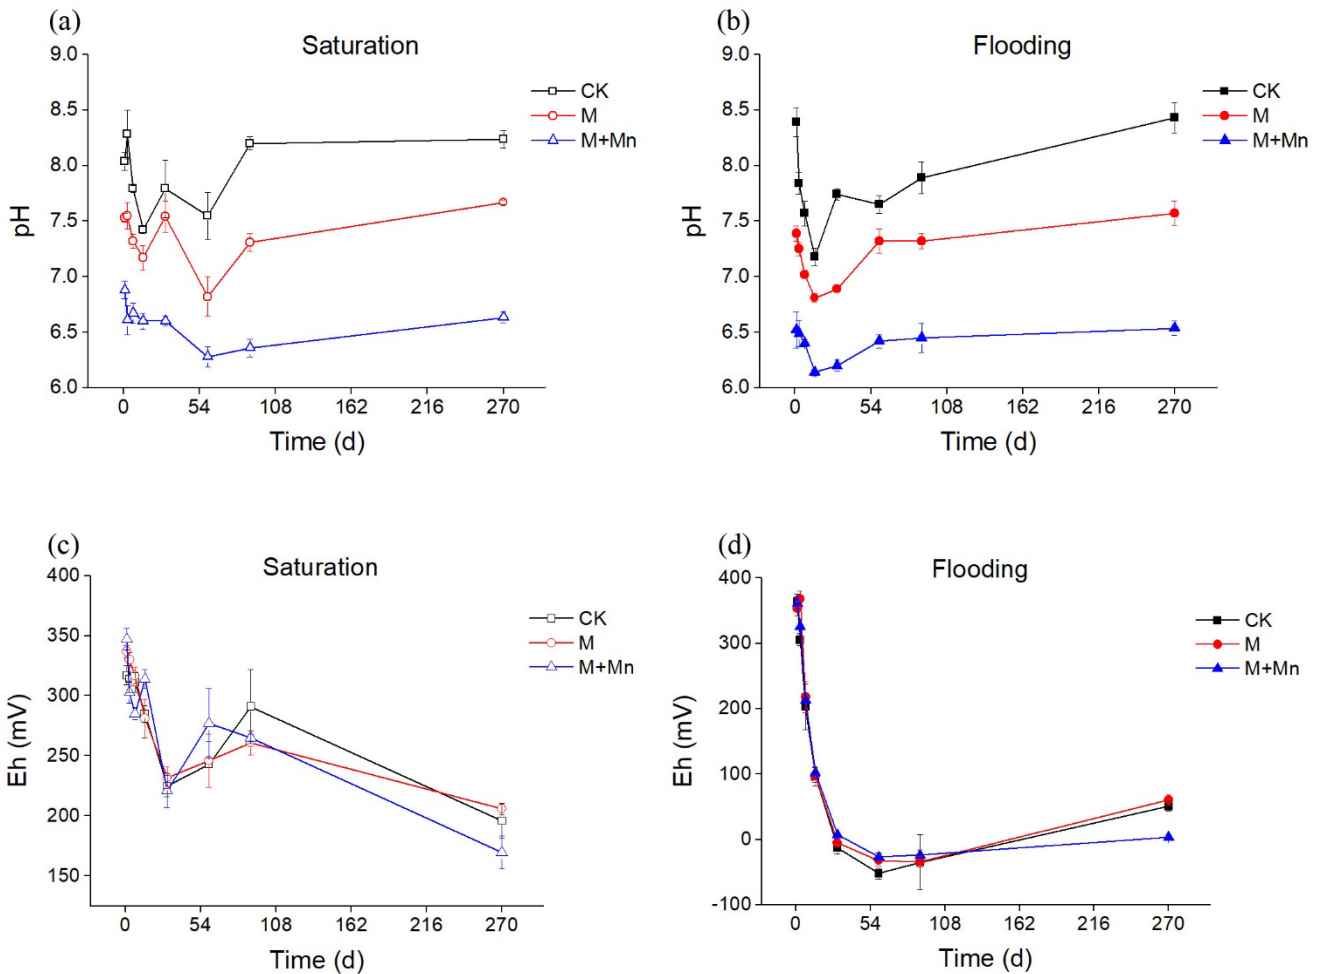 (a)
Saturation
9.0
8.5
8.0
7.5
7.0
6.5
6.0
pH
0 54 108 162 216 270
Time (d)
CK
M
M+Mn
(b)
Flooding
9.0
8.5
8.0
7.5
7.0
6.5
6.0
pH
0 54 108 162 216 270
Time (d)
CK
M
M+Mn
(c)
Saturation
400
350
300
250
200
150
Eh (mV)
0 54 108 162 216 270
Time (d)
CK
M
M+Mn
(d)
Flooding
400
300
200
100
0
-100
Eh (mV)
0 54 108 162 216 270
Time (d)
CK
M
M+Mn